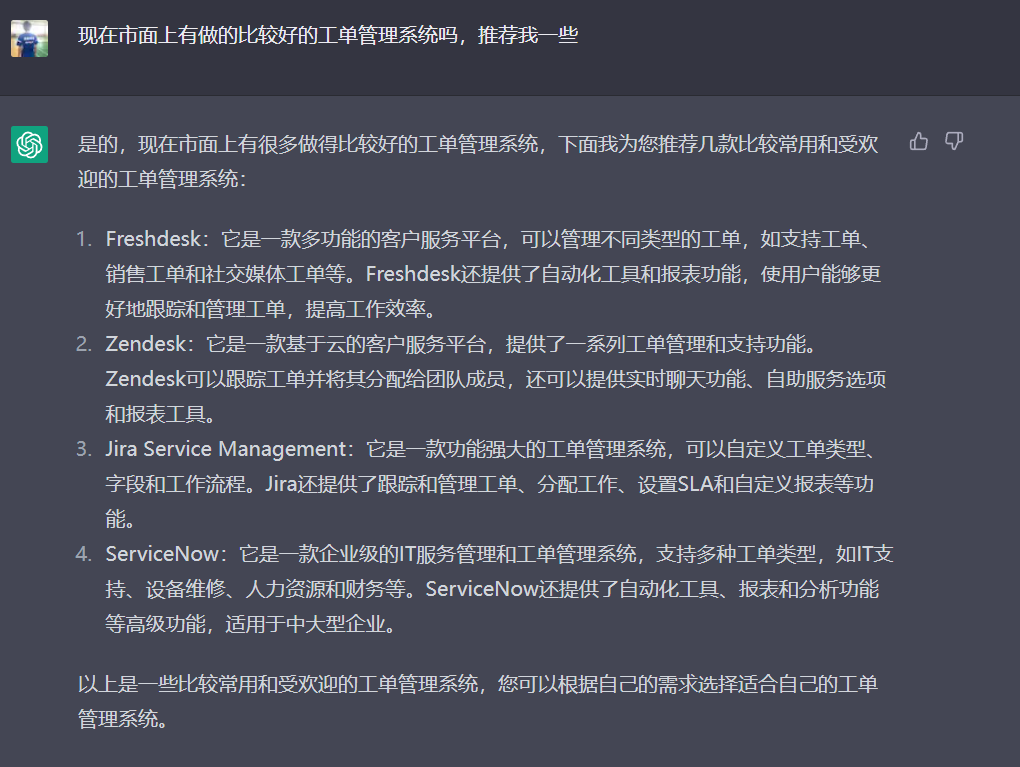 现在市面上有做的比较好的工单管理系统吗，推荐我一些
是的，现在市面上有很多做得比较好的工单管理系统，下面我为您推荐几款比较常用和受欢
迎的工单管理系统：
1. Freshdesk：它是一款多功能的客户服务平台，可以管理不同类型的工单，如支持工单、
销售工单和社交媒体工单等。Freshdesk还提供了自动化工具和报表功能，使用户能够更
好地跟踪和管理工单，提高工作效率。
2. Zendesk：它是一款基于云的客户服务平台，提供了一系列工单管理和支持功能。
Zendesk可以跟踪工单并将其分配给团队成员，还可以提供实时聊天功能、自助服务选项
和报表工具。
3. Jira Service Management：它是一款功能强大的工单管理系统，可以自定义工单类型、
字段和工作流程。Jira还提供了跟踪和管理工单、分配工作、设置SLA和自定义报表等功
能。
4. ServiceNow：它是一款企业级的IT服务管理和工单管理系统，支持多种工单类型，如IT支
持、设备维修、人力资源和财务等。ServiceNow还提供了自动化工具、报表和分析功能
等高级功能，适用于中大型企业。
以上是一些比较常用和受欢迎的工单管理系统，您可以根据自己的需求选择适合自己的工单
管理系统。